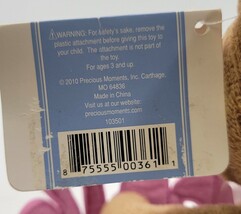 ⚠WARNING: For safety's sake, remove the
plastic attachment before giving this toy to
your child. The attachment is not part of
the toy.
For ages 3 and up.
© 2010 Precious Moments, Inc. Carthage,
MO 64836
Made in China
Visit us at our website:
preciousmoments.com
103501
8 75555 00361 1